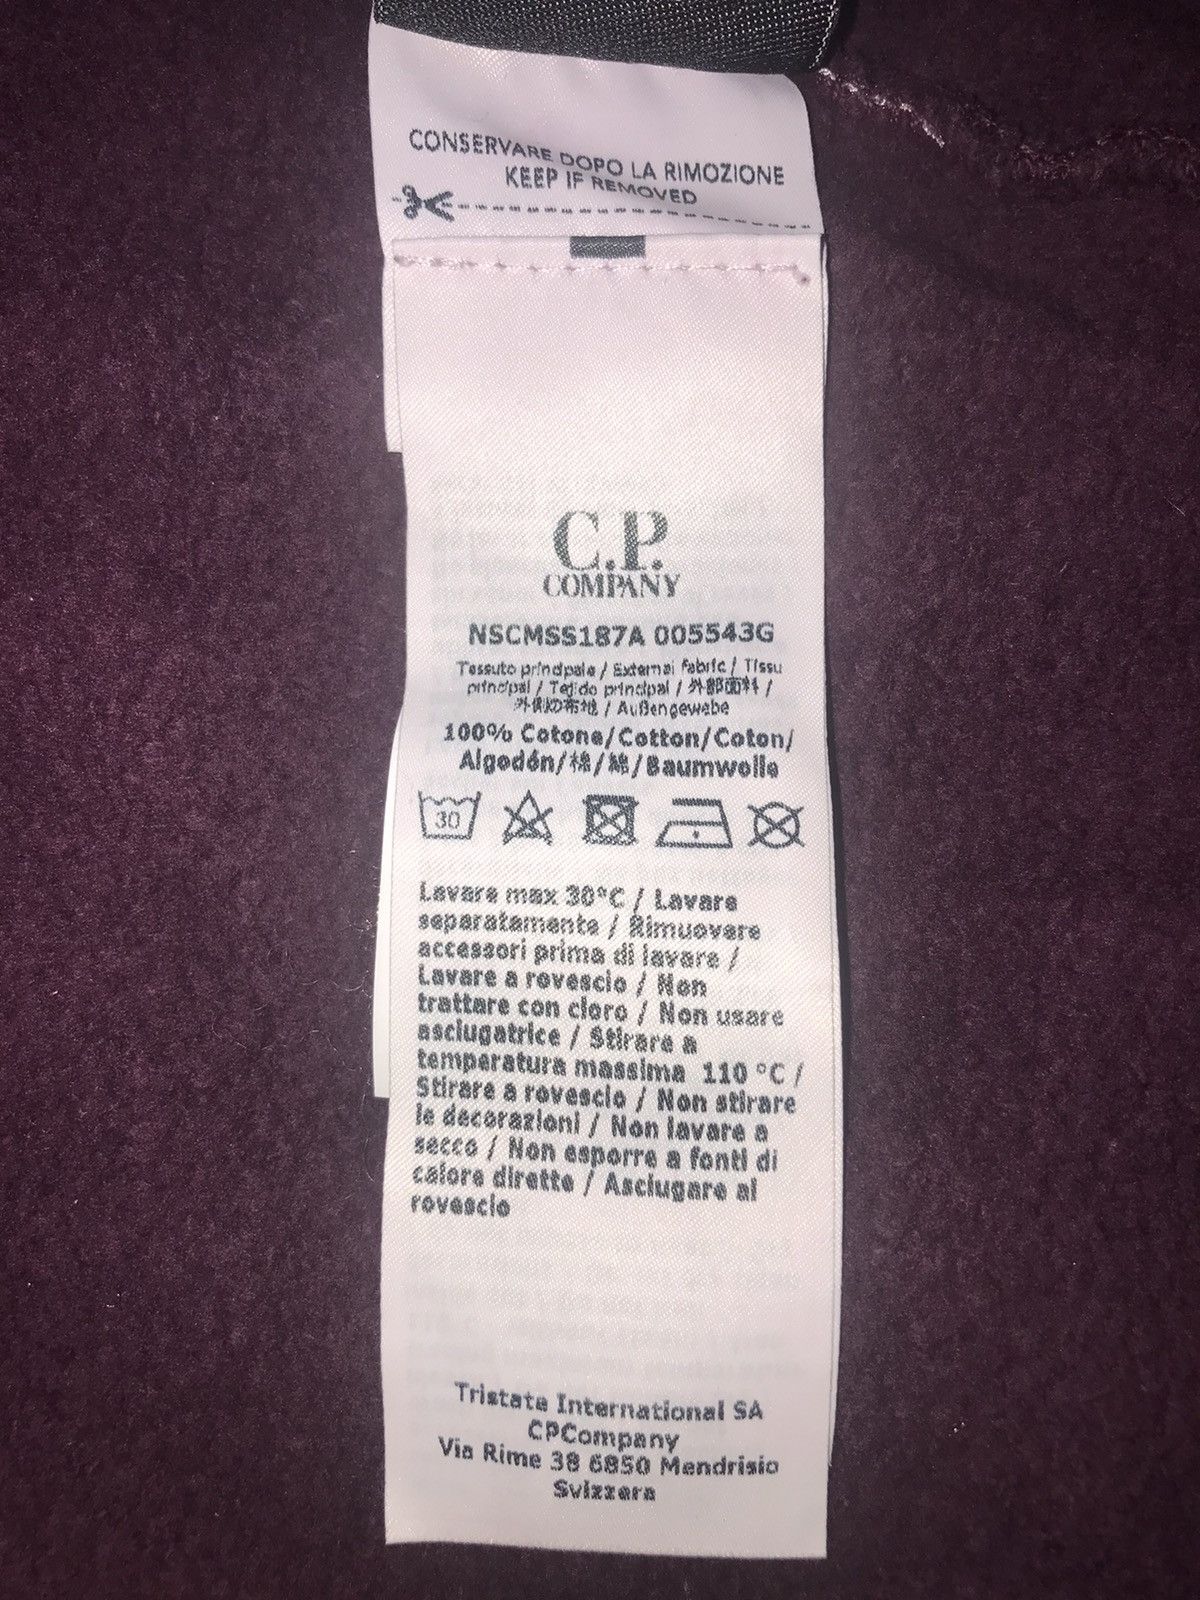 CONSERVARE DOPO LA RIMOZIONE
KEEP IF REMOVED
C.P.
COMPANY
NSCMSS187A 005543G
Tessuto principale / External fabric / Tissu
principal / Tejido principal / 外部面料 /
外側の布地 / Außengewebe
100% Cotone/Cotton/Coton/
Algodón/棉/綿/Baumwolle
30
Lavare max 30°C / Lavare
separatamente / Rimuovere
accessori prima di lavare /
Lavare a rovescio / Non
trattare con cloro / Non usare
asciugatrice / Stirare a
temperatura massima 110 °C /
Stirare a rovescio / Non stirare
le decorazioni / Non lavare a
secco / Non esporre a fonti di
calore dirette / Asciugare al
rovescio
Tristate International SA
CPCompany
Via Rime 38 6850 Mendrisio
Svizzera